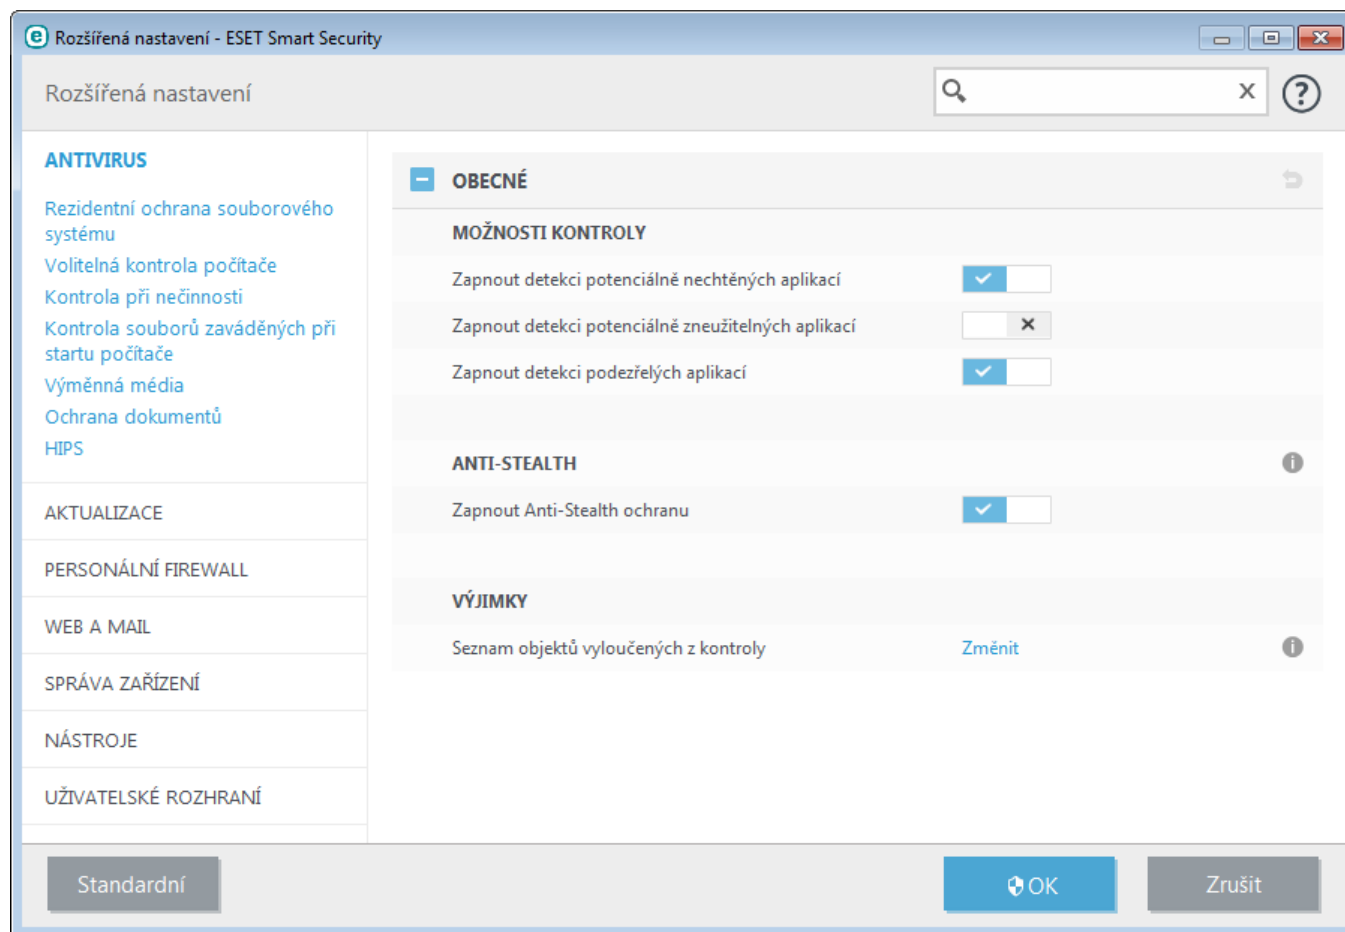 Rozšířená nastavení - ESET Smart Security
Rozšířená nastavení
ANTIVIRUS
Rezidentní ochrana souborového
systému
Volitelná kontrola počítače
Kontrola při nečinnosti
Kontrola souborů zaváděných při
startu počítače
Výměnná média
Ochrana dokumentů
HIPS
AKTUALIZACE
PERSONÁLNÍ FIREWALL
WEB A MAIL
SPRÁVA ZAŘÍZENÍ
NÁSTROJE
UŽIVATELSKÉ ROZHRANÍ
OBECNÉ
MOŽNOSTI KONTROLY
Zapnout detekci potenciálně nechtěných aplikací
Zapnout detekci potenciálně zneužitelných aplikací
Zapnout detekci podezřelých aplikací
ANTI-STEALTH
Zapnout Anti-Stealth ochranu
VÝJIMKY
Seznam objektů vyloučených z kontroly Změnit
Standardní OK Zrušit